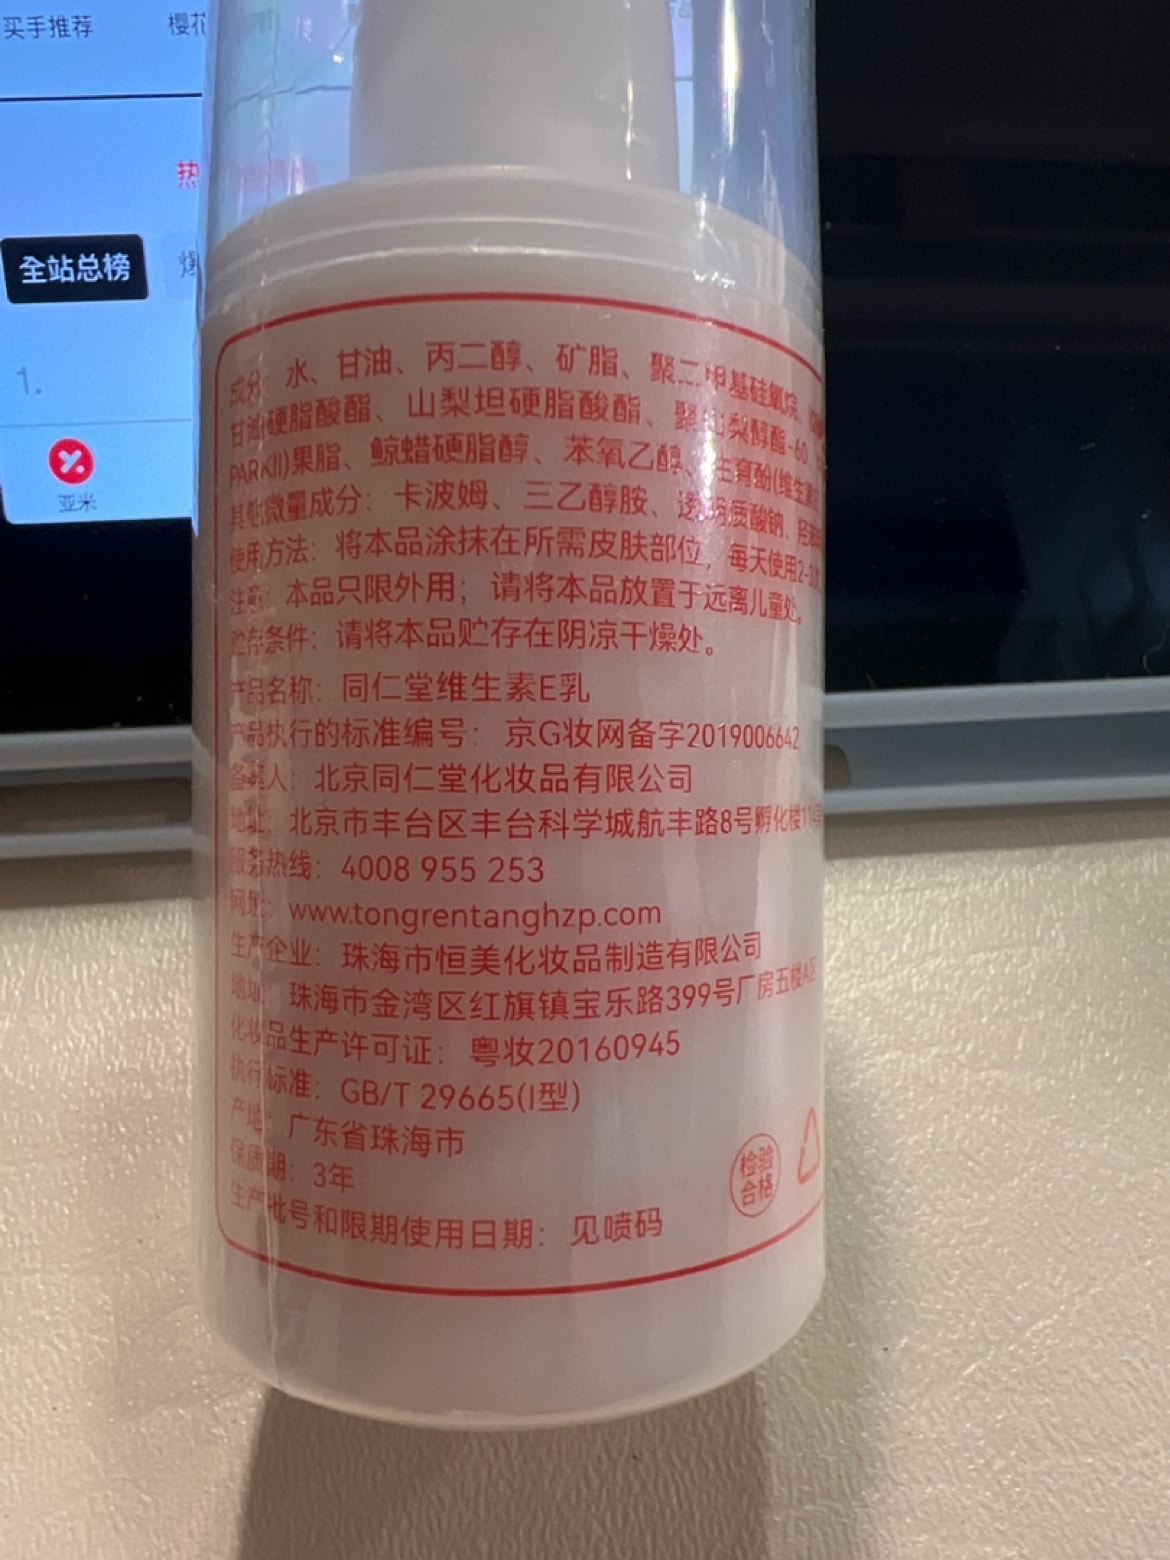 买手推荐
樱花
热
全站总榜
爆
1.
亚米
成分：水、甘油、丙二醇、矿脂、聚二甲基硅氧烷、
甘油硬脂酸酯、山梨坦硬脂酸酯、聚山梨醇酯-60、
PARKII)果脂、鲸蜡硬脂醇、苯氧乙醇、生育酚(维生素
其他微量成分：卡波姆、三乙醇胺、透明质酸钠、
使用方法：将本品涂抹在所需皮肤部位，每天使用2-3
注意：本品只限外用；请将本品放置于远离儿童处。
贮存条件：请将本品贮存在阴凉干燥处。
产品名称：同仁堂维生素E乳
产品执行的标准编号：京G妆网备字2019006642
备案人：北京同仁堂化妆品有限公司
地址：北京市丰台区丰台科学城航丰路8号孵化楼
服务热线：4008 955 253
网址：www.tongrentanghzp.com
生产企业：珠海市恒美化妆品制造有限公司
地址：珠海市金湾区红旗镇宝乐路399号厂房五楼A区
化妆品生产许可证：粤妆20160945
执行标准：GB/T 29665(I型)
产地：广东省珠海市
保质期：3年
生产批号和限期使用日期：见喷码
检验
合格